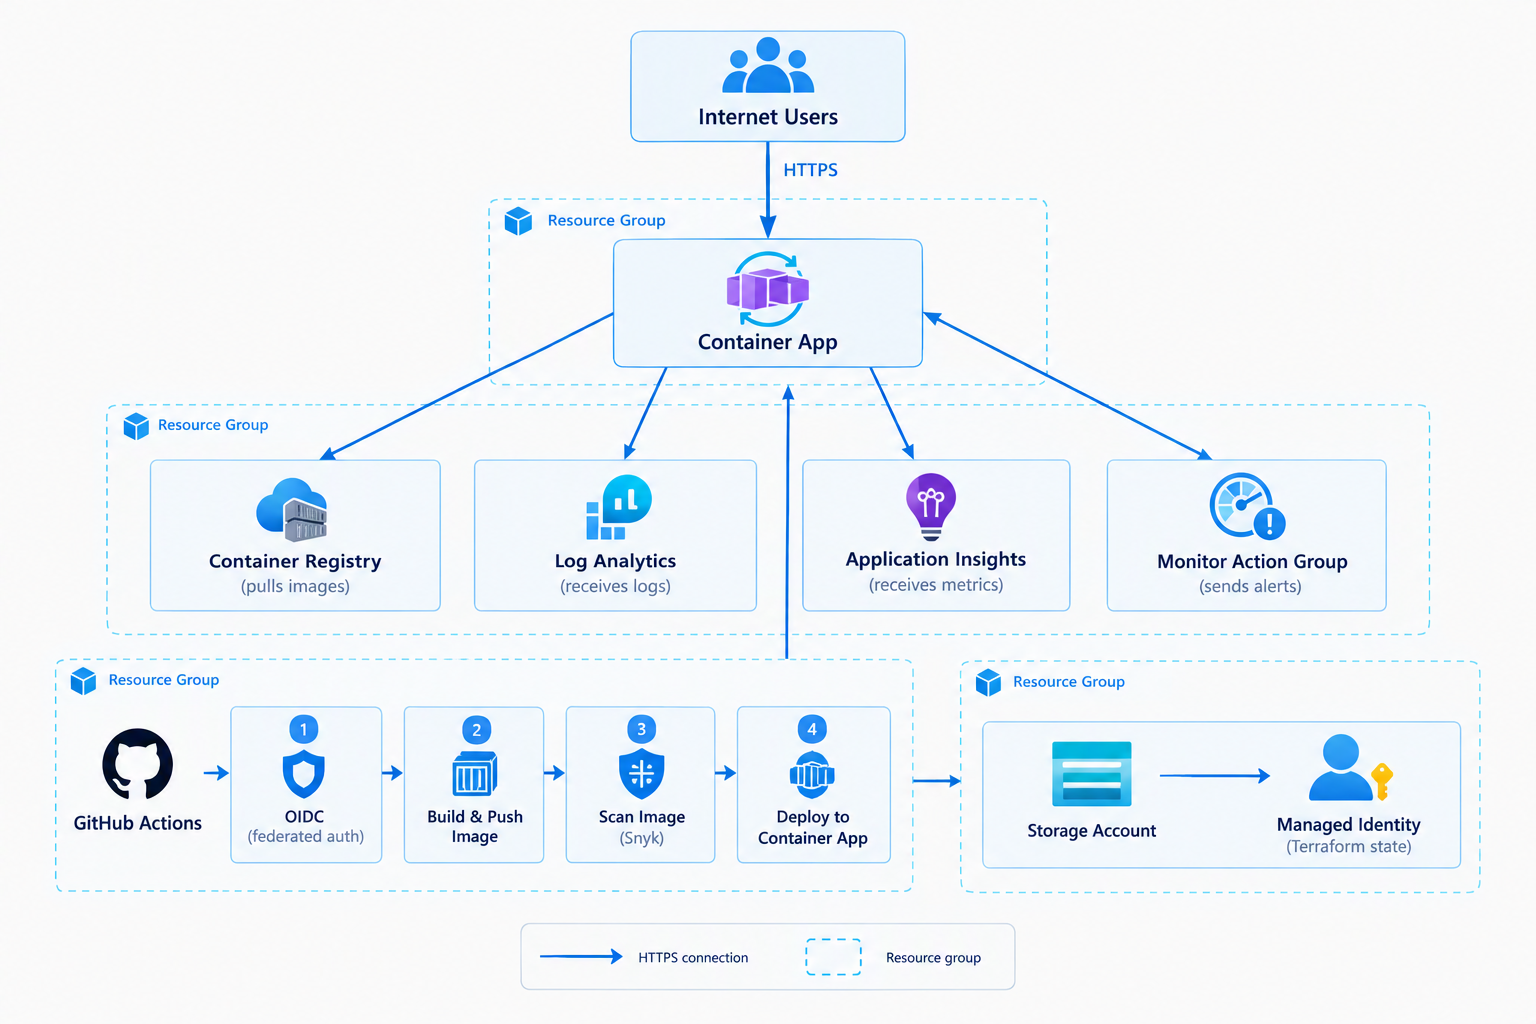 Internet Users
HTTPS
Resource Group
Container App
Resource Group
Container Registry
(pulls images)
Log Analytics
(receives logs)
Application Insights
(receives metrics)
Monitor Action Group
(sends alerts)
Resource Group
GitHub Actions
1
OIDC
(federated auth)
2
Build & Push
Image
3
Scan Image
(Snyk)
4
Deploy to
Container App
Resource Group
Storage Account
Managed Identity
(Terraform state)
HTTPS connection
Resource group